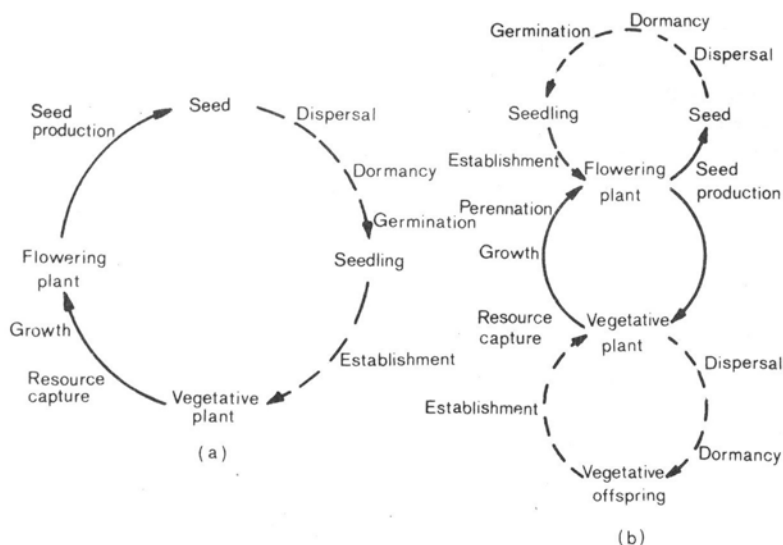 Seed
Dispersal
Dormancy
Germination
Seedling
Establishment
Vegetative
plant
Resource
capture
Growth
Flowering
plant
Seed
production
(a)
Dormancy
Germination
Dispersal
Seedling
Seed
Establishment
Flowering
plant
Seed
production
Perennation
Growth
Resource
capture
Vegetative
plant
Dispersal
Establishment
Dormancy
Vegetative
offspring
(b)